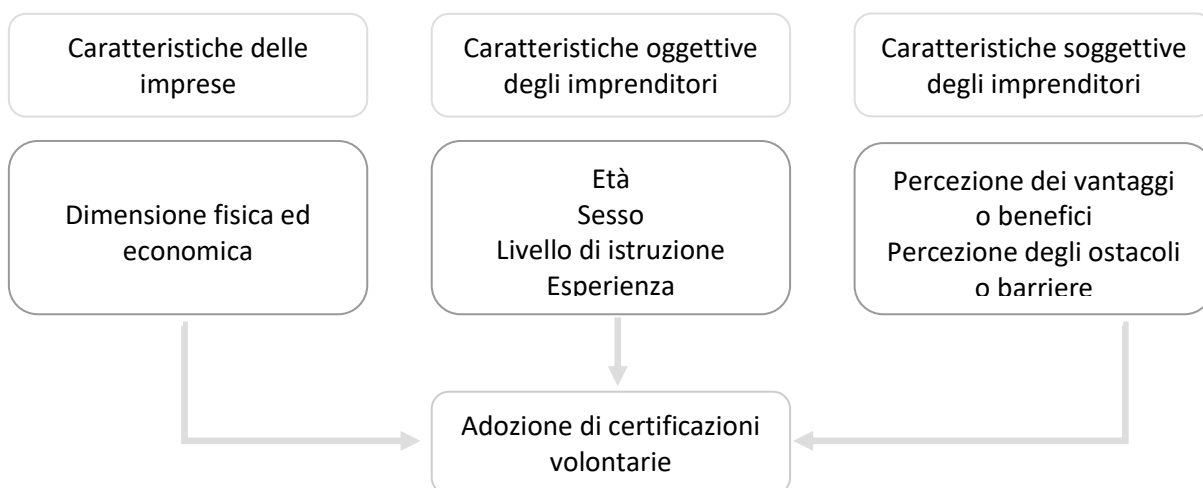 Caratteristiche delle
imprese
Caratteristiche oggettive
degli imprenditori
Caratteristiche soggettive
degli imprenditori
Dimensione fisica ed
economica
Età
Sesso
Livello di istruzione
Esperienza
Percezione dei vantaggi
o benefici
Percezione degli ostacoli
o barriere
Adozione di certificazioni
volontarie